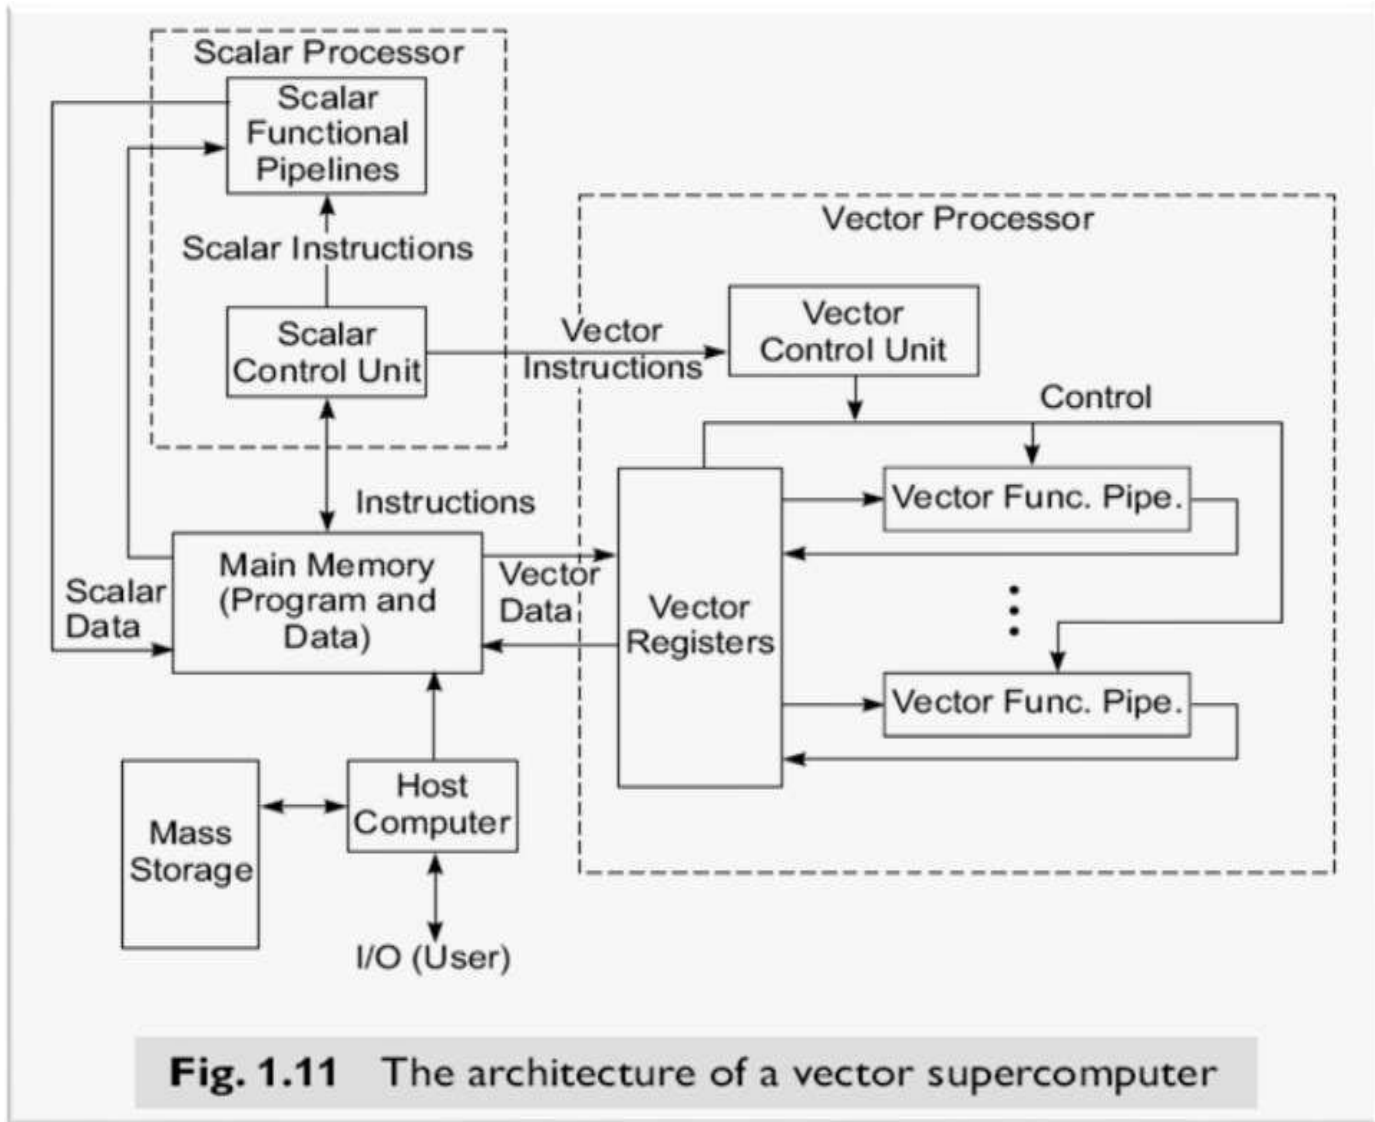 Scalar Processor
Scalar
Functional
Pipelines
Scalar Instructions
Scalar
Control Unit
Vector
Instructions
Vector Processor
Vector
Control Unit
Control
Vector Func. Pipe.
Instructions
Main Memory
(Program and
Data)
Scalar
Data
Vector
Data
Vector
Registers
Vector Func. Pipe.
Mass
Storage
Host
Computer
I/O (User)
Fig. 1.11 The architecture of a vector supercomputer